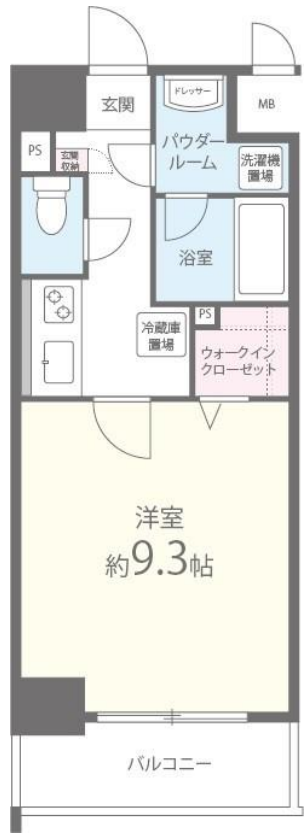 玄関
ドレッサー
MB
パウダー
ルーム
PS
玄関
収納
洗濯機
置場
浴室
冷蔵庫
置場
PS
ウォークイン
クローゼット
洋室
約9.3帖
バルコニー